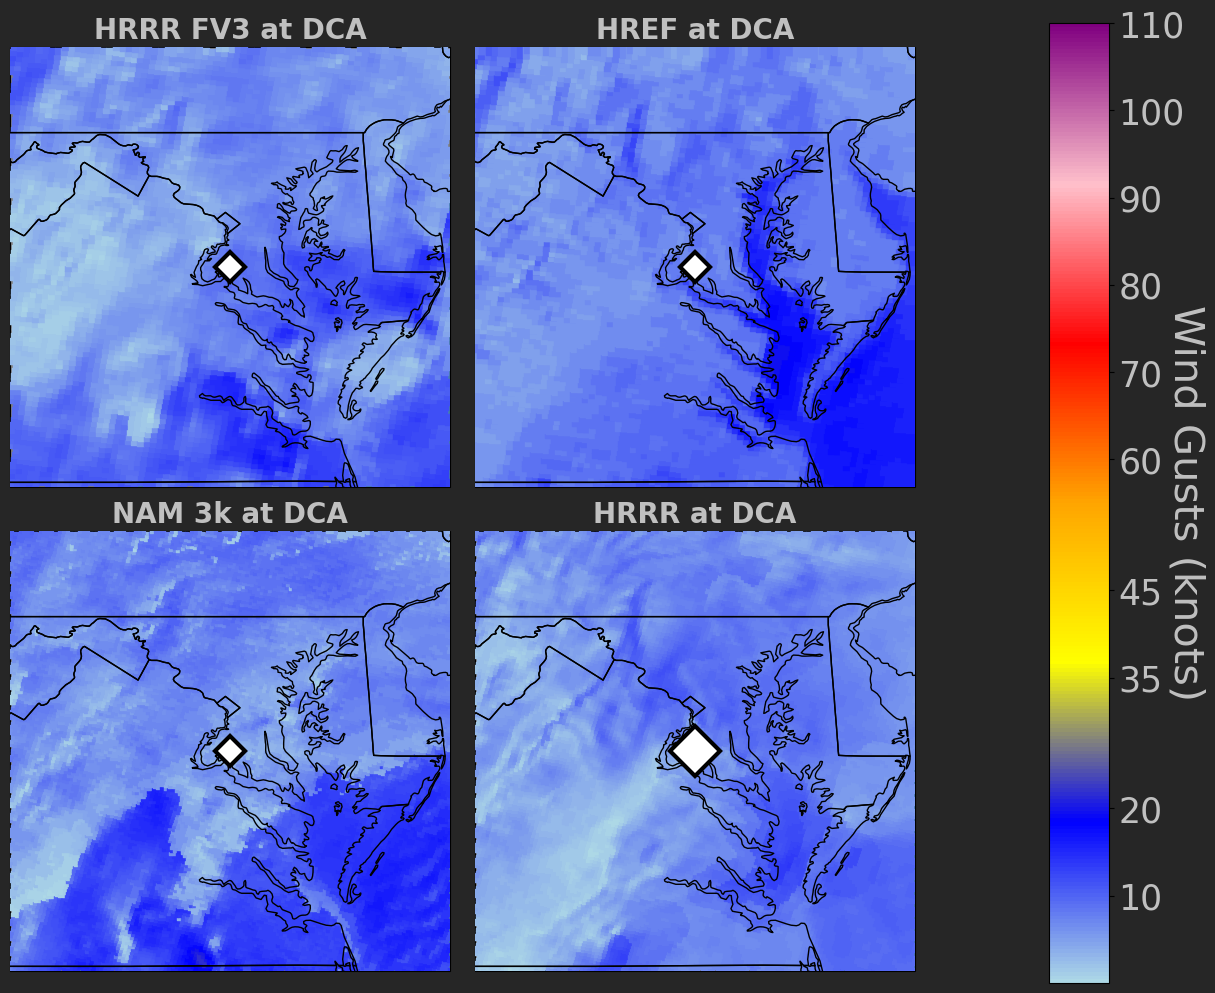 HRRR FV3 at DCA
HREF at DCA
NAM 3k at DCA
HRRR at DCA
110
100
90
80
70
60
45
35
20
10
Wind Gusts (knots)